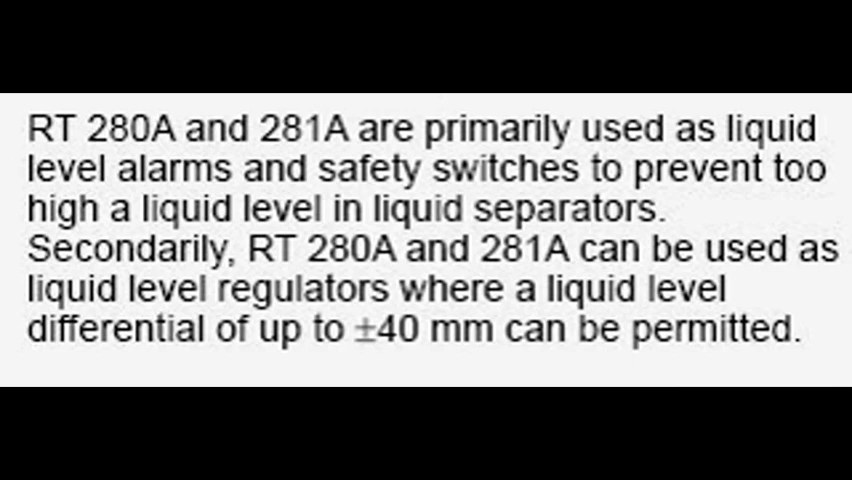 RT 280A and 281A are primarily used as liquid
level alarms and safety switches to prevent too
high a liquid level in liquid separators.
Secondarily, RT 280A and 281A can be used as
liquid level regulators where a liquid level
differential of up to ±40 mm can be permitted.